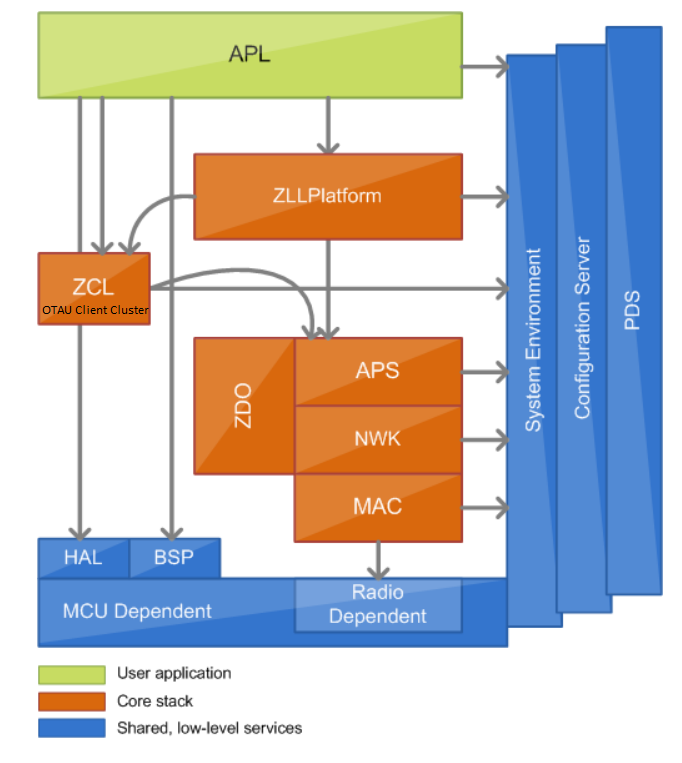 APL
ZLLPlatform
ZCL
OTAU Client Cluster
ZDO
APS
NWK
MAC
HAL
BSP
MCU Dependent
Radio
Dependent
System Environment
Configuration Server
PDS
User application
Core stack
Shared, low-level services